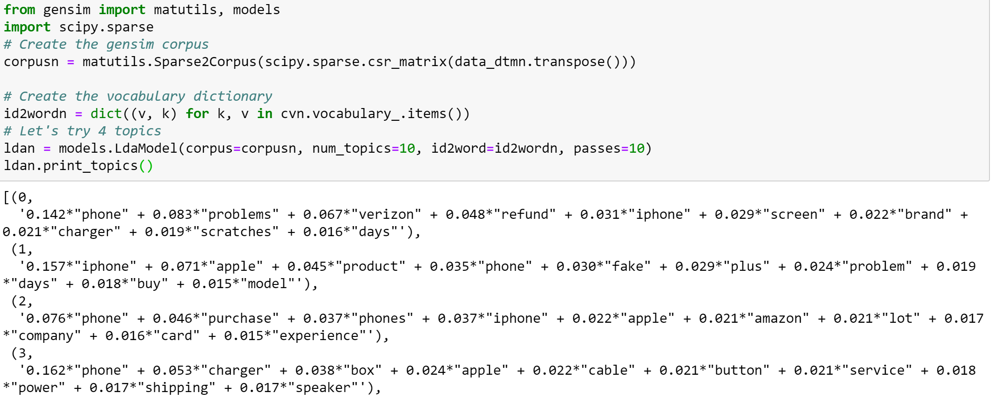 from gensim import matutils, models
import scipy.sparse
# Create the gensim corpus
corpusn = matutils.Sparse2Corpus(scipy.sparse.csr_matrix(data_dtmn.transpose()))

# Create the vocabulary dictionary
id2wordn = dict((v, k) for k, v in cvn.vocabulary_.items())
# Let's try 4 topics
ldan = models.LdaModel(corpus=corpusn, num_topics=10, id2word=id2wordn, passes=10)
ldan.print_topics()
[(0,
  '0.142*"phone" + 0.083*"problems" + 0.067*"verizon" + 0.048*"refund" + 0.031*"iphone" + 0.029*"screen" + 0.022*"brand" +
0.021*"charger" + 0.019*"scratches" + 0.016*"days"'),
 (1,
  '0.157*"iphone" + 0.071*"apple" + 0.045*"product" + 0.035*"phone" + 0.030*"fake" + 0.029*"plus" + 0.024*"problem" + 0.019
*"days" + 0.018*"buy" + 0.015*"model"'),
 (2,
  '0.076*"phone" + 0.046*"purchase" + 0.037*"phones" + 0.037*"iphone" + 0.022*"apple" + 0.021*"amazon" + 0.021*"lot" + 0.017
*"company" + 0.016*"card" + 0.015*"experience"'),
 (3,
  '0.162*"phone" + 0.053*"charger" + 0.038*"box" + 0.024*"apple" + 0.022*"cable" + 0.021*"button" + 0.021*"service" + 0.018
*"power" + 0.017*"shipping" + 0.017*"speaker"'),